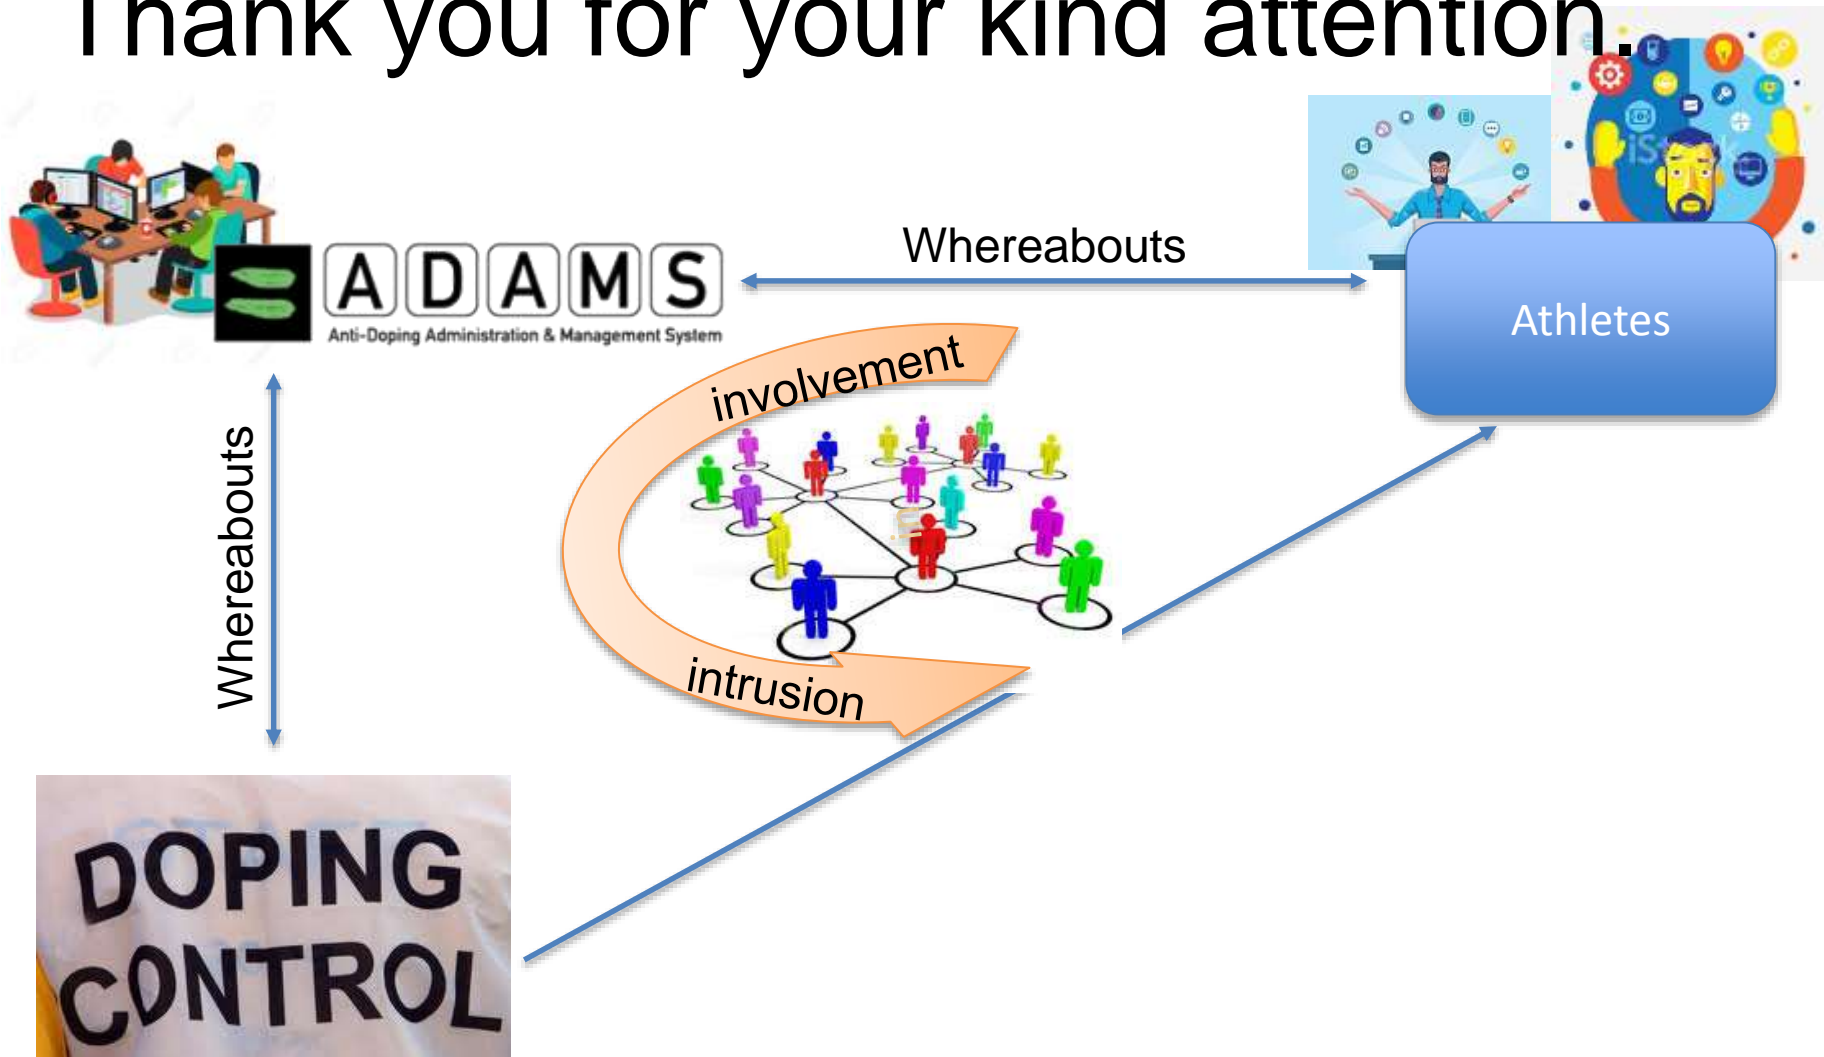 Thank you for your kind attention.
iStock
Whereabouts
ADAMS
Anti-Doping Administration & Management System
Athletes
involvement
Whereabouts
intrusion
DOPING
CONTROL